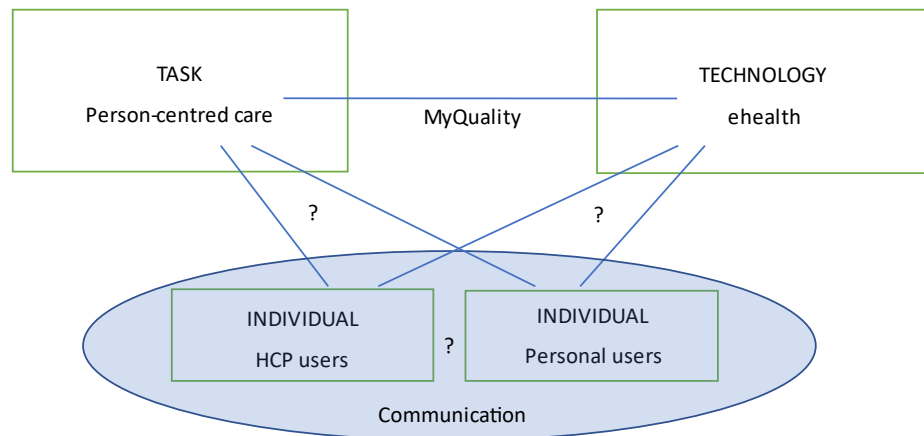 TASK
Person-centred care
TECHNOLOGY
ehealth
MyQuality
?
?
INDIVIDUAL
HCP users
?
INDIVIDUAL
Personal users
Communication